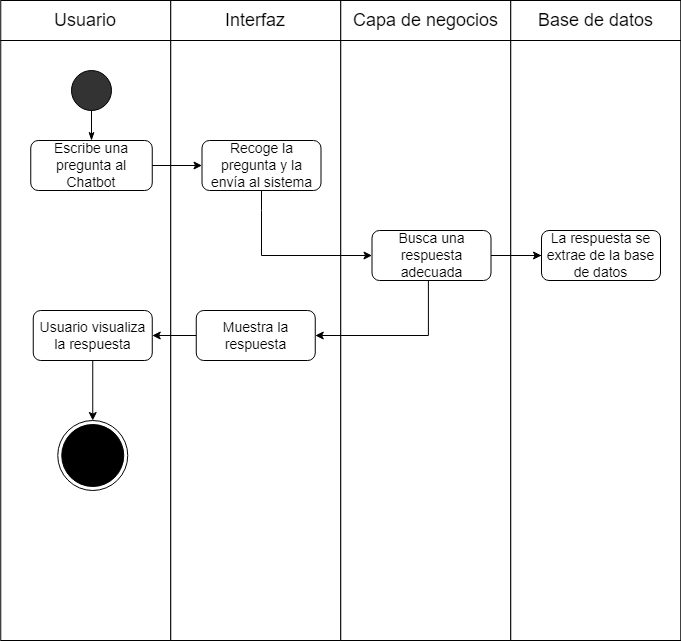 Usuario
Interfaz
Capa de negocios
Base de datos
Escribe una
pregunta al
Chatbot
Recoge la
pregunta y la
envía al sistema
Busca una
respuesta
adecuada
La respuesta se
extrae de la base
de datos
Muestra la
respuesta
Usuario visualiza
la respuesta